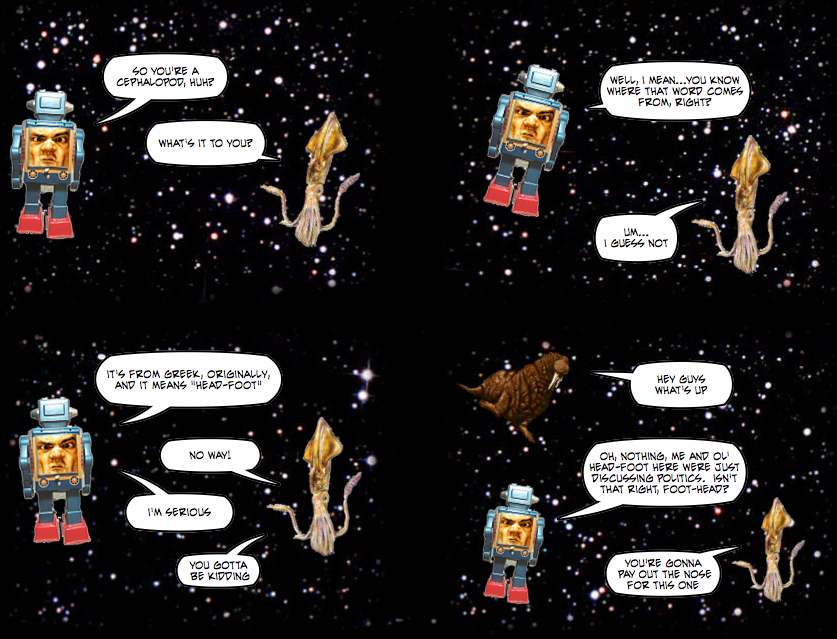 SO YOU'RE A
CEPHALOPOD, HUH?
WHAT'S IT TO YOU?
WELL, I MEAN...YOU KNOW
WHERE THAT WORD COMES
FROM, RIGHT?
UM...
I GUESS NOT
IT'S FROM GREEK, ORIGINALLY,
AND IT MEANS "HEAD-FOOT"
NO WAY!
I'M SERIOUS
YOU GOTTA
BE KIDDING
HEY GUYS
WHAT'S UP
OH, NOTHING, ME AND OL'
HEAD-FOOT HERE WERE JUST
DISCUSSING POLITICS. ISN'T
THAT RIGHT, FOOT-HEAD?
YOU'RE GONNA
PAY OUT THE NOSE
FOR THIS ONE